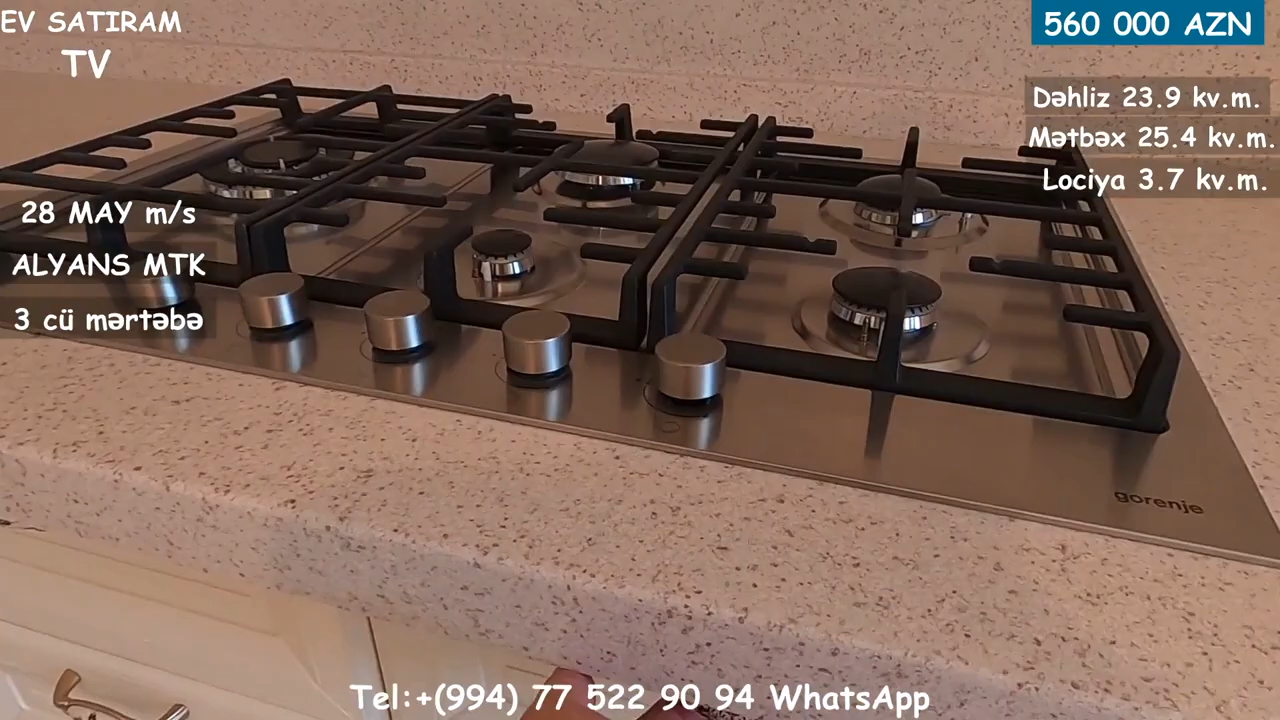 EV SATIRAM
TV
560 000 AZN
Dəhliz 23.9 kv.m.
Mətbəx 25.4 kv.m.
Lociya 3.7 kv.m.
28 MAY m/s
ALYANS MTK
3 cü mərtəbə
gorenje
Tel:+(994) 77 522 90 94 WhatsApp